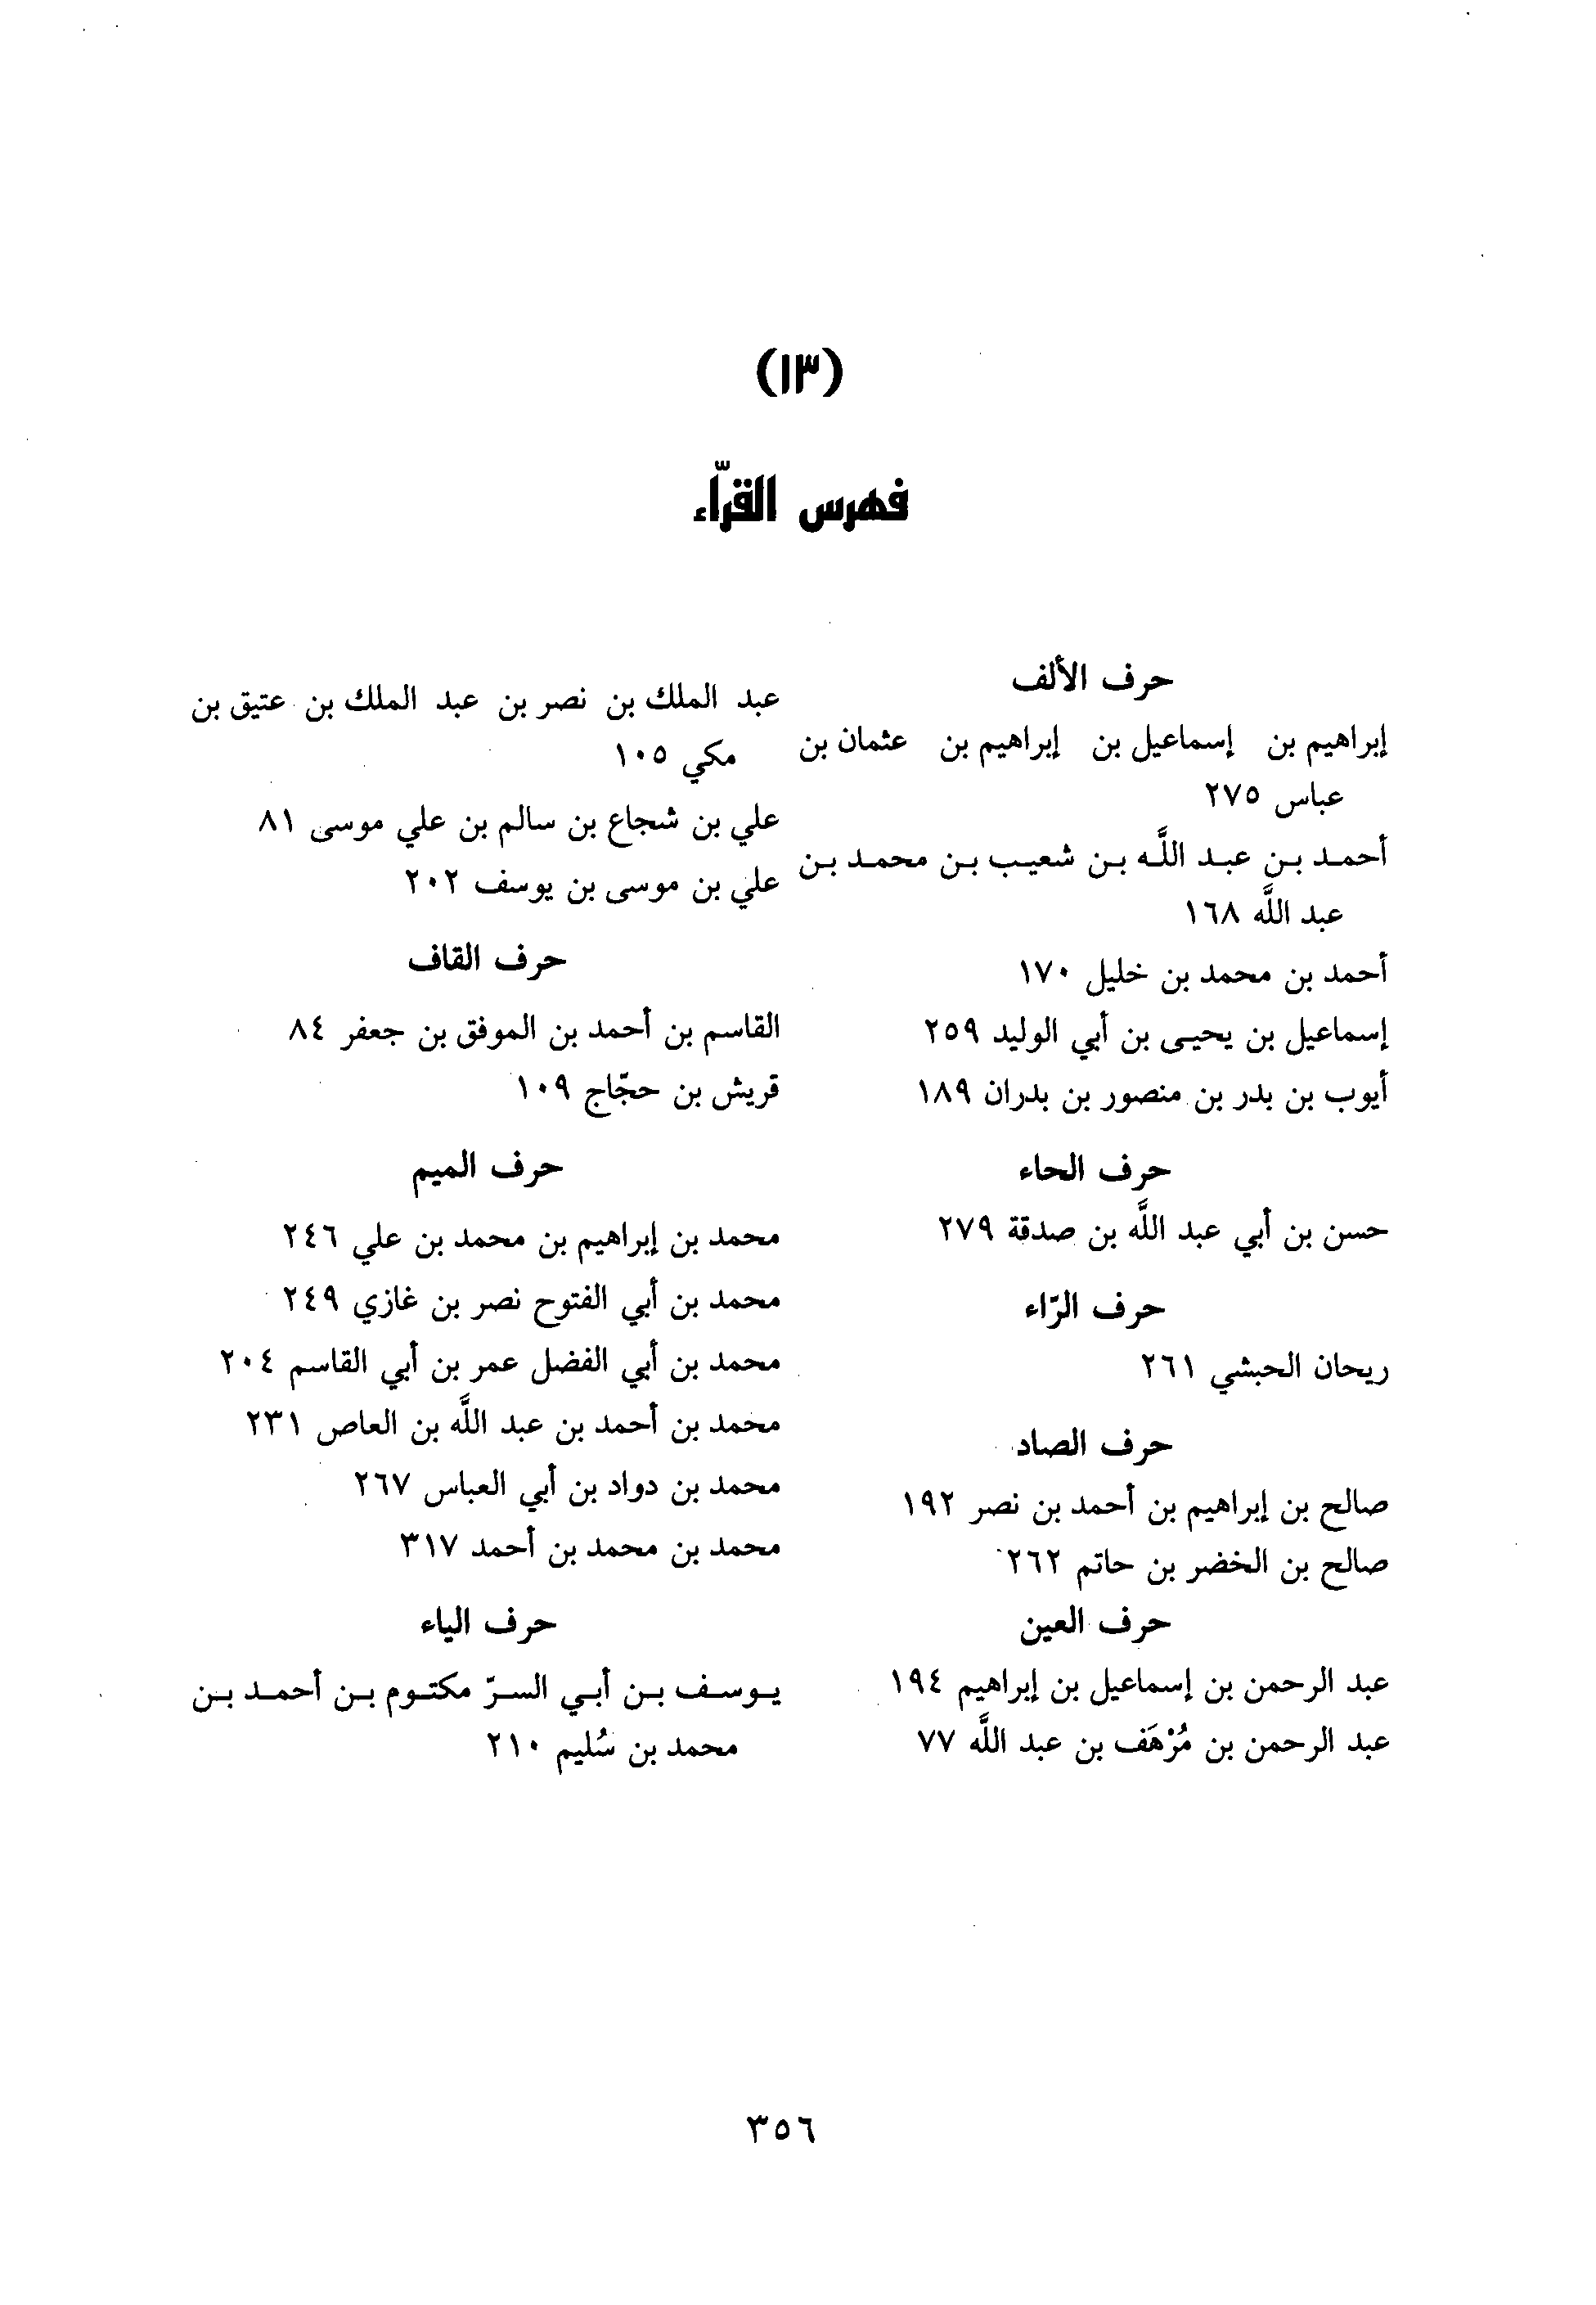 (١٣)
فهرس القرّاء
حرف الألف
إبراهيم بن إسماعيل بن إبراهيم بن عثمان بن
عباس ٢٧٥
أحمد بن عبد اللَّه بن شعيب بن محمد بن
عبد اللَّه ١٦٨
أحمد بن محمد بن خليل ١٧٠
إسماعيل بن يحيى بن أبي الوليد ٢٥٩
أيوب بن بدر بن منصور بن بدران ١٨٩
حرف الحاء
حسن بن أبي عبد اللَّه بن صدقة ٢٧٩
حرف الرّاء
ريحان الحبشي ٢٦١
حرف الصاد
صالح بن إبراهيم بن أحمد بن نصر ١٩٢
صالح بن الخضر بن حاتم ٢٦٢
حرف العين
عبد الرحمن بن إسماعيل بن إبراهيم ١٩٤
عبد الرحمن بن مُرْهَف بن عبد اللَّه ٧٧
عبد الملك بن نصر بن عبد الملك بن عتيق بن
مكي ١٠٥
علي بن شجاع بن سالم بن علي موسى ٨١
علي بن موسى بن يوسف ٢٠٢
حرف القاف
القاسم بن أحمد بن الموفق بن جعفر ٨٤
قريش بن حجّاج ١٠٩
حرف الميم
محمد بن إبراهيم بن محمد بن علي ٢٤٦
محمد بن أبي الفتوح نصر بن غازي ٢٤٩
محمد بن أبي الفضل عمر بن أبي القاسم ٢٠٤
محمد بن أحمد بن عبد اللَّه بن العاص ٢٣١
محمد بن دواد بن أبي العباس ٢٦٧
محمد بن محمد بن أحمد ٣١٧
حرف الياء
يوسف بن أبي السرّ مكتوم بن أحمد بن
محمد بن سُليم ٢١٠
٣٥٦